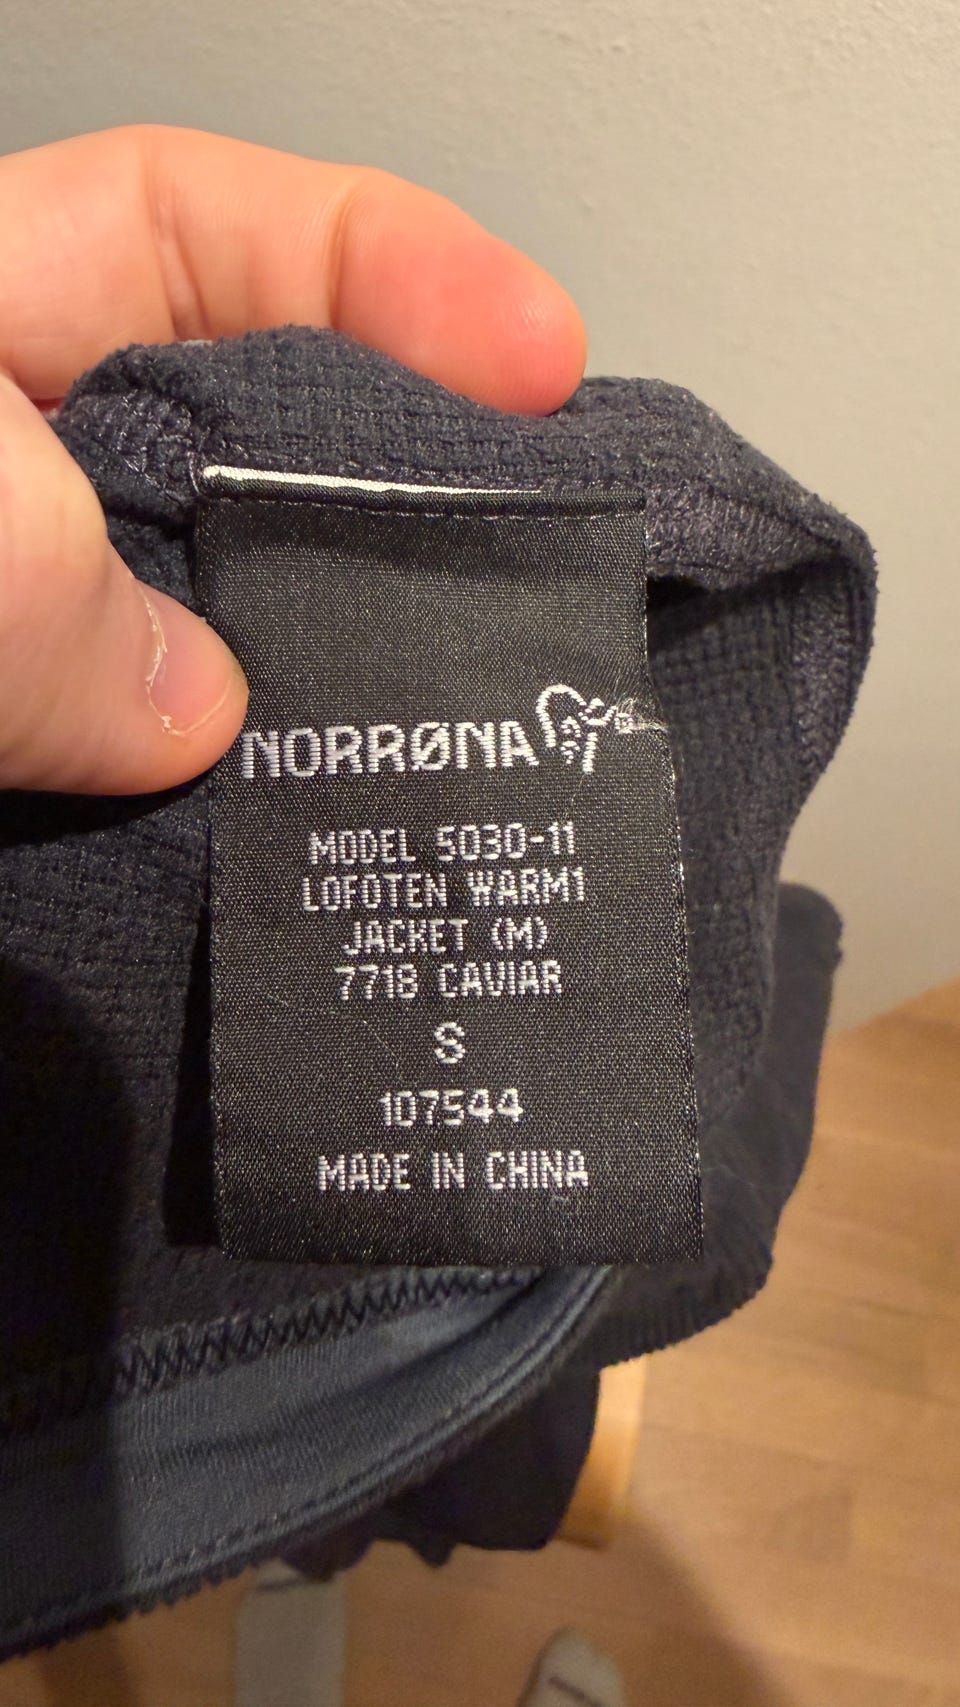 NORRØNA
MODEL 5030-11
LOFOTEN WARM1
JACKET (M)
7718 CAVIAR
S
107544
MADE IN CHINA